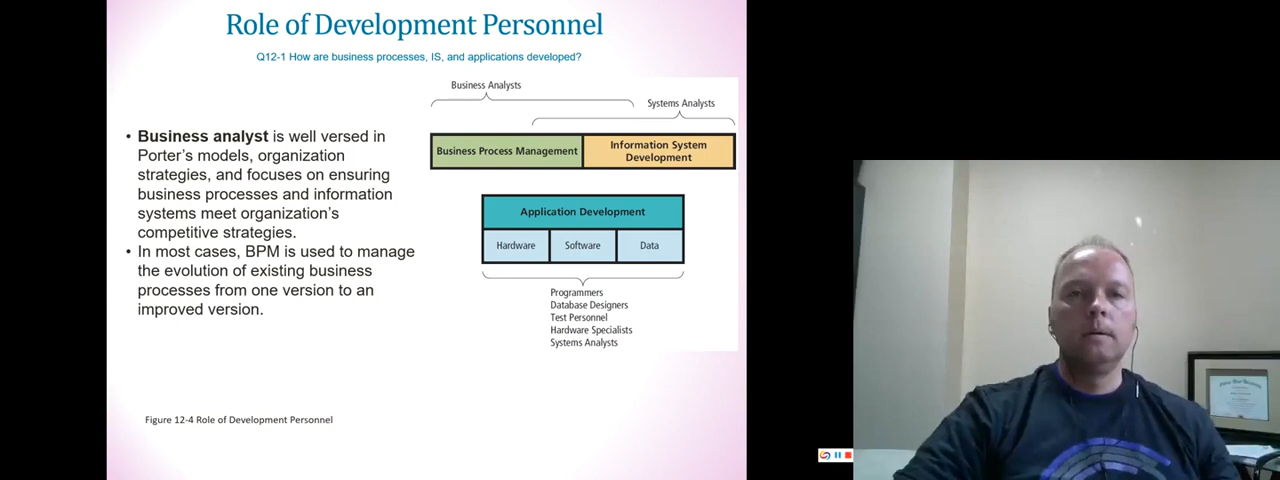 Role of Development Personnel
Q12-1 How are business processes, IS, and applications developed?
• Business analyst is well versed in
Porter's models, organization
strategies, and focuses on ensuring
business processes and information
systems meet organization's
competitive strategies.
• In most cases, BPM is used to manage
the evolution of existing business
processes from one version to an
improved version.
Business Analysts
Systems Analysts
Business Process Management
Information System
Development
Application Development
Hardware
Software
Data
Programmers
Database Designers
Test Personnel
Hardware Specialists
Systems Analysts
Figure 12-4 Role of Development Personnel